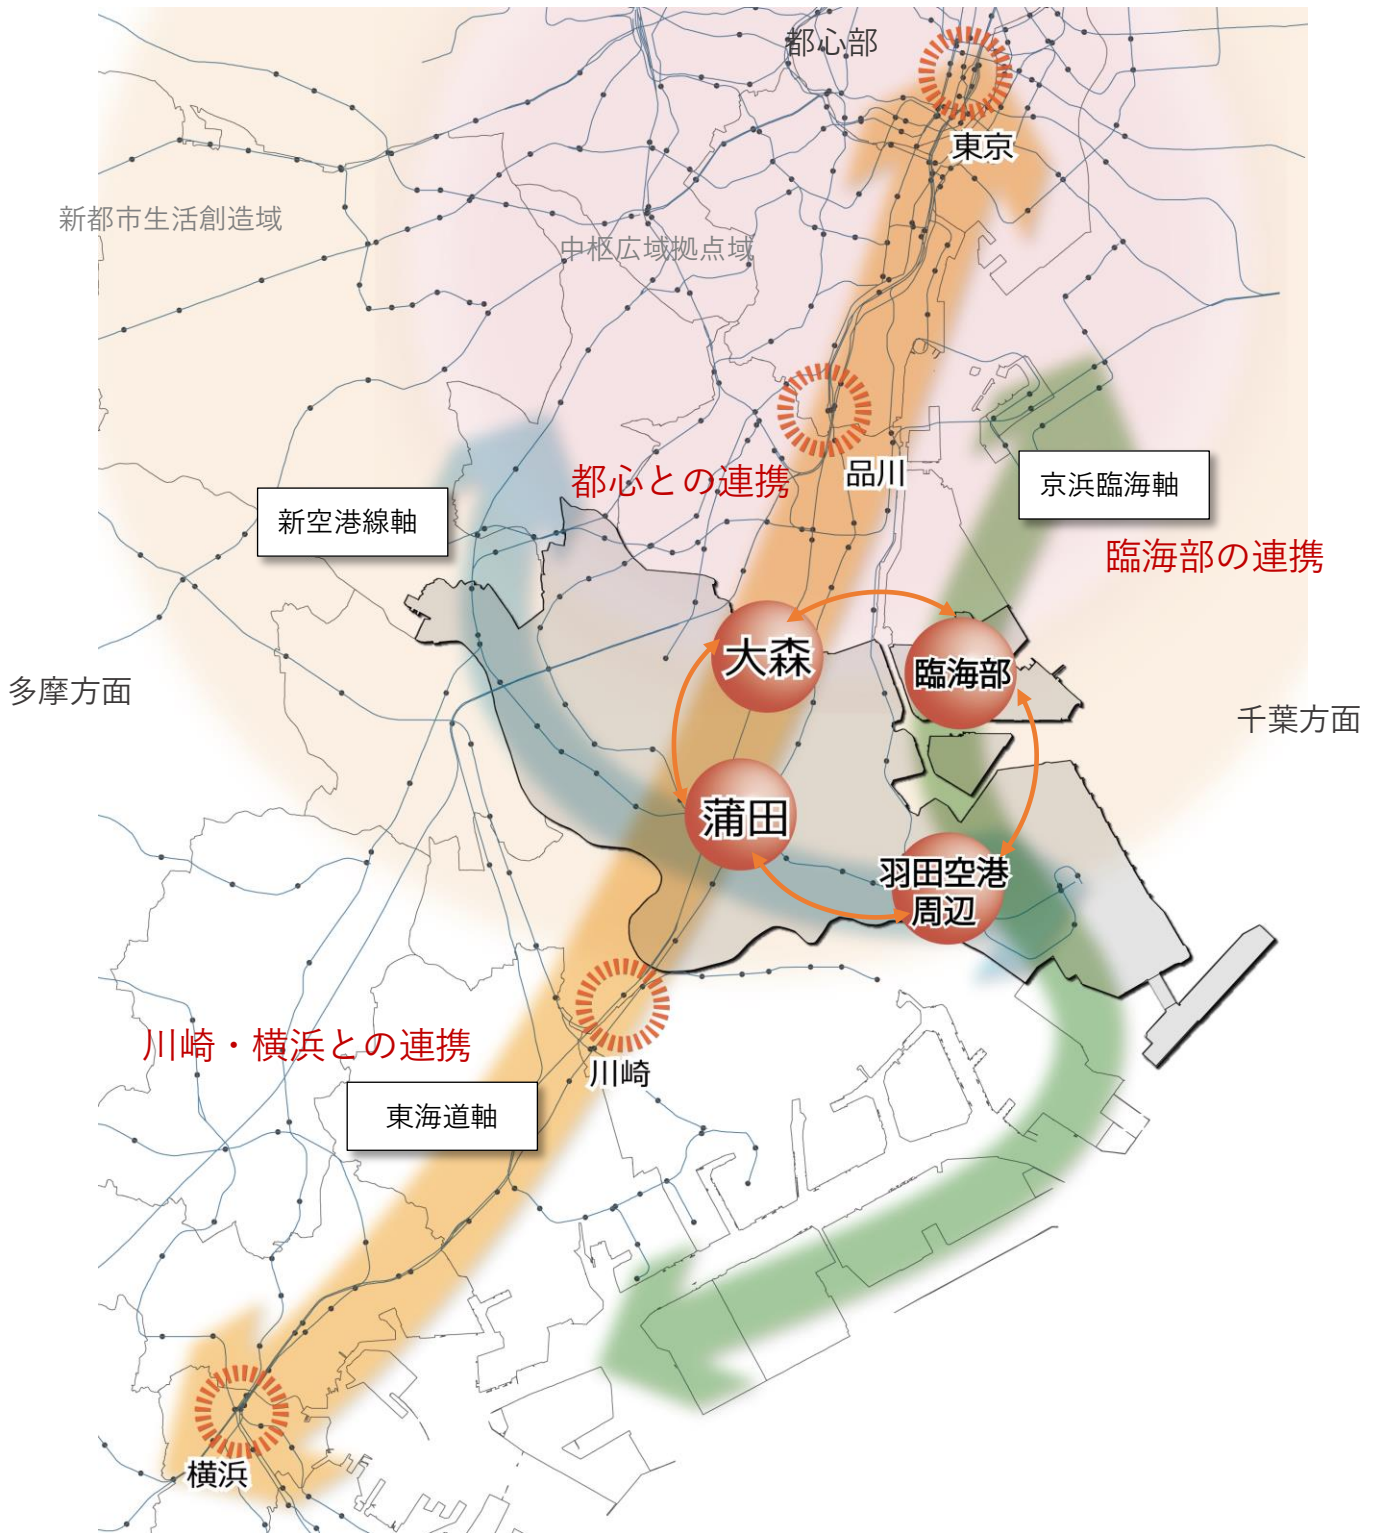 都心部
東京
新都市生活創造域
中枢広域拠点域
都心との連携
品川
京浜臨海軸
新空港線軸
臨海部の連携
大森
臨海部
多摩方面
千葉方面
蒲田
羽田空港
周辺
川崎・横浜との連携
川崎
東海道軸
横浜